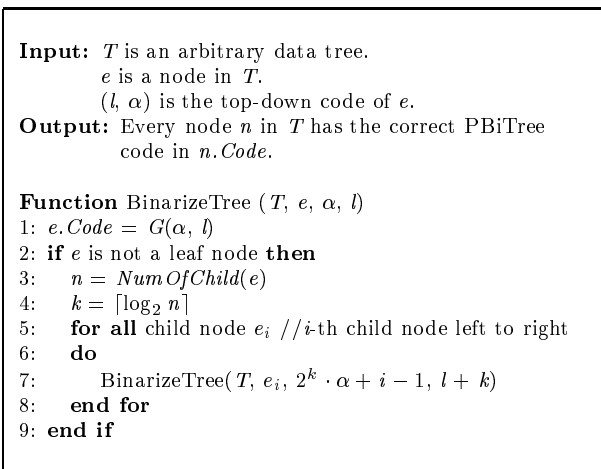 Input: T is an arbitrary data tree.
e is a node in T.
(l, α) is the top-down code of e.
Output: Every node n in T has the correct PBiTree
code in n.Code.
Function BinarizeTree (T, e, α, l)
1: e.Code = G(α, l)
2: if e is not a leaf node then
3: n = NumOfChild(e)
4: k = ⌈log₂ n⌉
5: for all child node eᵢ //i-th child node left to right
6: do
7: BinarizeTree(T, eᵢ, 2ᵏ · α + i − 1, l + k)
8: end for
9: end if